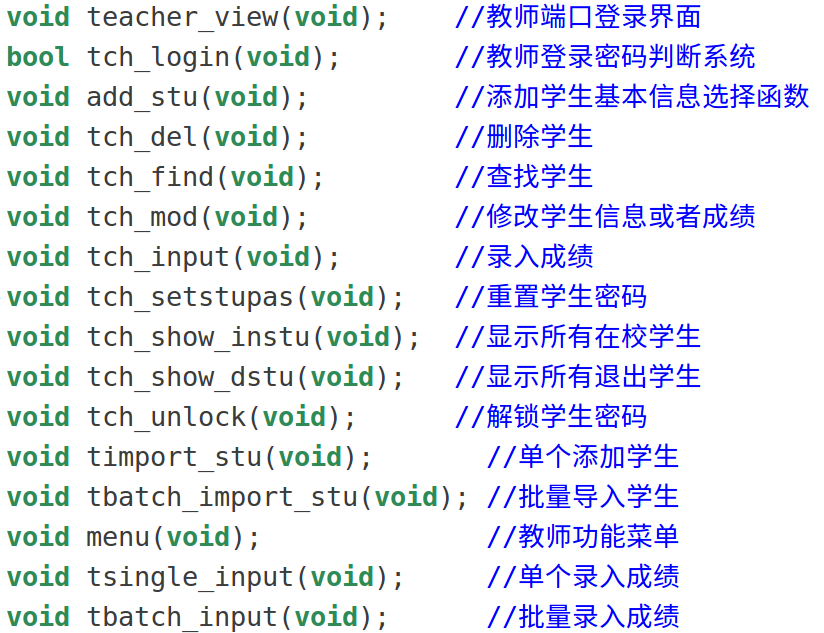 void teacher_view(void);    //教师端口登录界面
bool tch_login(void);       //教师登录密码判断系统
void add_stu(void);         //添加学生基本信息选择函数
void tch_del(void);         //删除学生
void tch_find(void);        //查找学生
void tch_mod(void);         //修改学生信息或者成绩
void tch_input(void);       //录入成绩
void tch_setstupas(void);   //重置学生密码
void tch_show_instu(void);  //显示所有在校学生
void tch_show_dstu(void);   //显示所有退出学生
void tch_unlock(void);      //解锁学生密码
void timport_stu(void);       //单个添加学生
void tbatch_import_stu(void); //批量导入学生
void menu(void);              //教师功能菜单
void tsingle_input(void);     //单个录入成绩
void tbatch_input(void);      //批量录入成绩